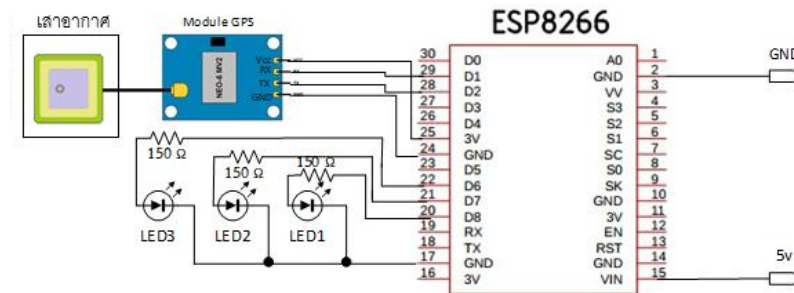 ESP8266
เสาอากาศ
Module GPS
Vcc
RX
TX
GND
NEO-6 MV2
150 Ω
150 Ω
150 Ω
LED3
LED2
LED1
30 D0
29 D1
28 D2
27 D3
26 D4
25 3V
24 GND
23 D5
22 D6
21 D7
20 D8
19 RX
18 TX
17 GND
16 3V
A0 1
GND 2
VV 3
S3 4
S2 5
S1 6
SC 7
S0 8
SK 9
GND 10
3V 11
EN 12
RST 13
GND 14
VIN 15
GND
5v